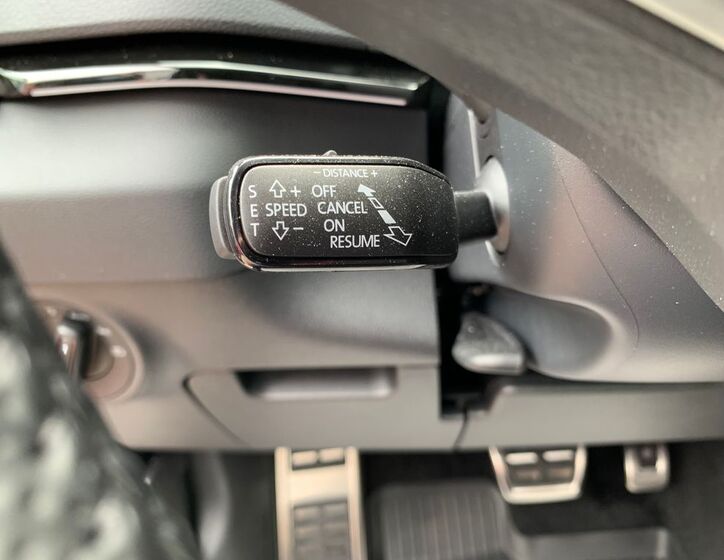 − DISTANCE +
S + OFF
E SPEED CANCEL
T − ON
RESUME